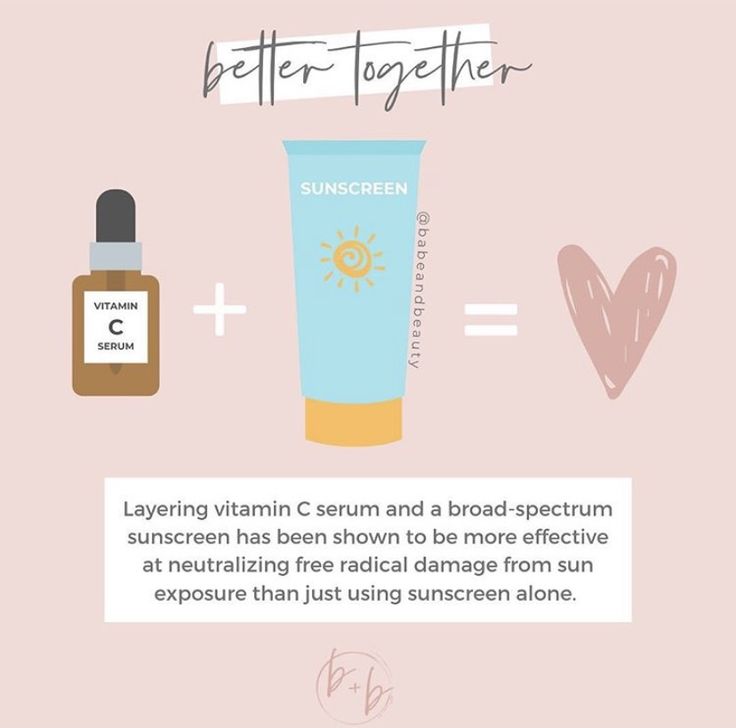 better together
SUNSCREEN
@babeandbeauty
VITAMIN
C
SERUM
+
=
Layering vitamin C serum and a broad-spectrum
sunscreen has been shown to be more effective
at neutralizing free radical damage from sun
exposure than just using sunscreen alone.
b+b